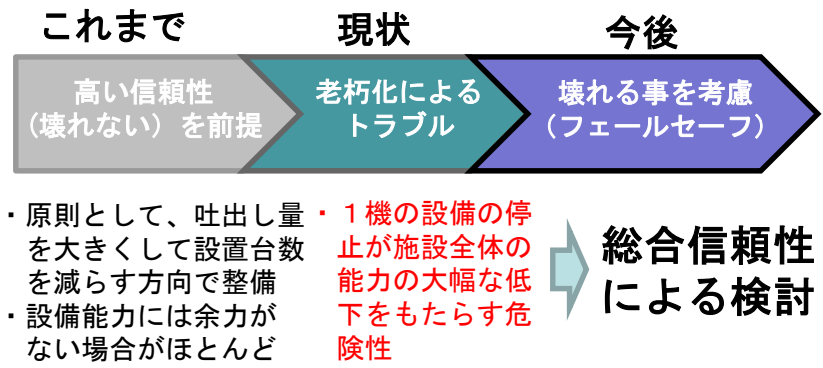 これまで
現状
今後
高い信頼性
（壊れない）を前提
老朽化による
トラブル
壊れる事を考慮
（フェールセーフ）
・原則として、吐出し量
を大きくして設置台数
を減らす方向で整備
・設備能力には余力が
ない場合がほとんど
・１機の設備の停
止が施設全体の
能力の大幅な低
下をもたらす危
険性
総合信頼性
による検討